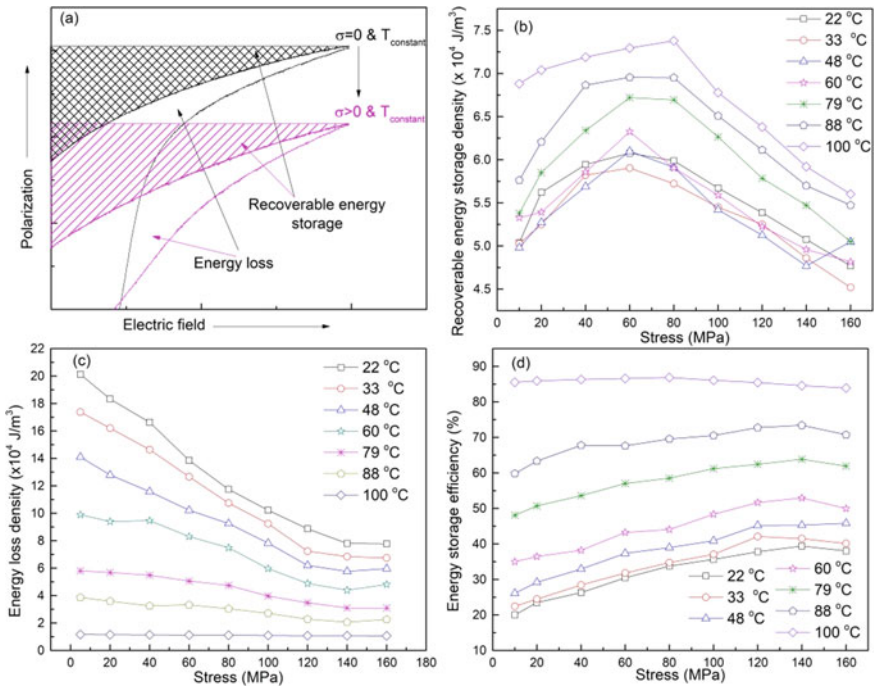 (a)
σ=0 & Tconstant
σ>0 & Tconstant
Recoverable energy
storage
Energy loss
Polarization
Electric field
(b)
22 °C
33 °C
48 °C
60 °C
79 °C
88 °C
100 °C
Recoverable energy storage density (x 10⁴ J/m³)
7.5
7.0
6.5
6.0
5.5
5.0
4.5
0 20 40 60 80 100 120 140 160
Stress (MPa)
(c)
22 °C
33 °C
48 °C
60 °C
79 °C
88 °C
100 °C
Energy loss density (x10⁴ J/m³)
22
20
18
16
14
12
10
8
6
4
2
0
0 20 40 60 80 100 120 140 160 180
Stress (MPa)
(d)
Energy storage efficiency (%)
90
80
70
60
50
40
30
20
10
22 °C
33 °C
48 °C
60 °C
79 °C
88 °C
100 °C
0 20 40 60 80 100 120 140 160
Stress (MPa)